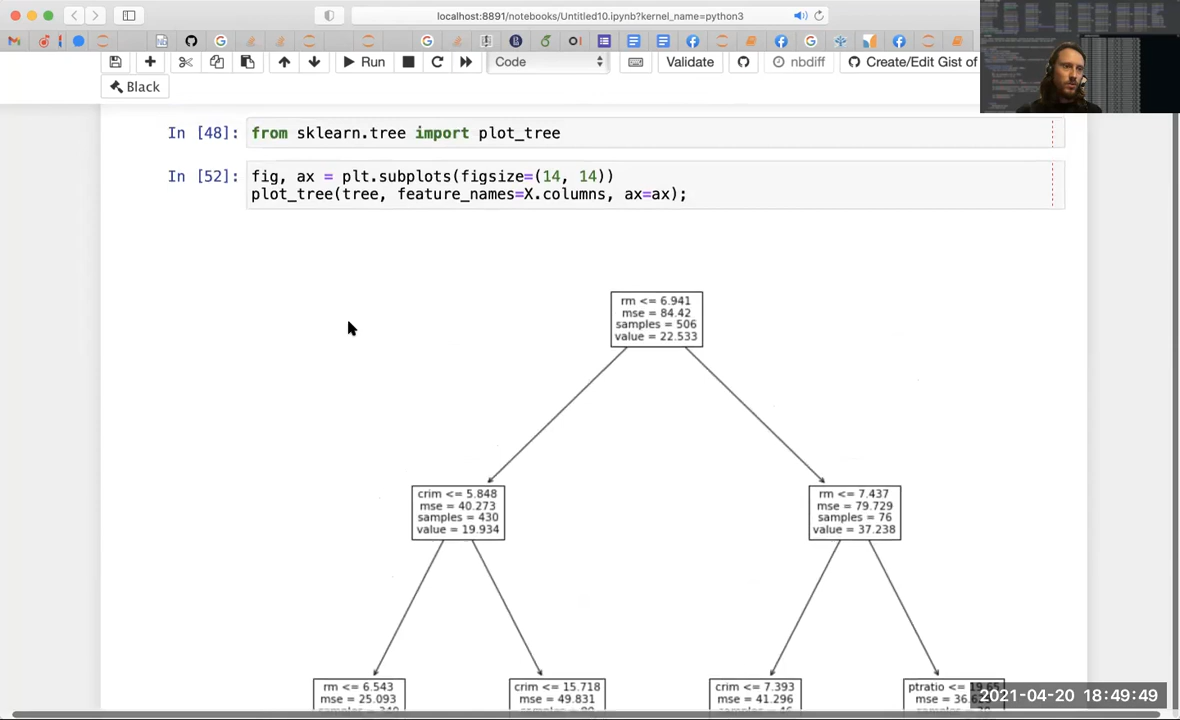 localhost:8891/notebooks/Untitled10.ipynb?kernel_name=python3
Run
Code
Validate
nbdiff
Create/Edit Gist of
Black
In [48]: from sklearn.tree import plot_tree
In [52]: fig, ax = plt.subplots(figsize=(14, 14))
plot_tree(tree, feature_names=X.columns, ax=ax);
rm <= 6.941
mse = 84.42
samples = 506
value = 22.533
crim <= 5.848
mse = 40.273
samples = 430
value = 19.934
rm <= 7.437
mse = 79.729
samples = 76
value = 37.238
rm <= 6.543
mse = 25.093
crim <= 15.718
mse = 49.831
crim <= 7.393
mse = 41.296
ptratio <=
mse =
2021-04-20 18:49:49